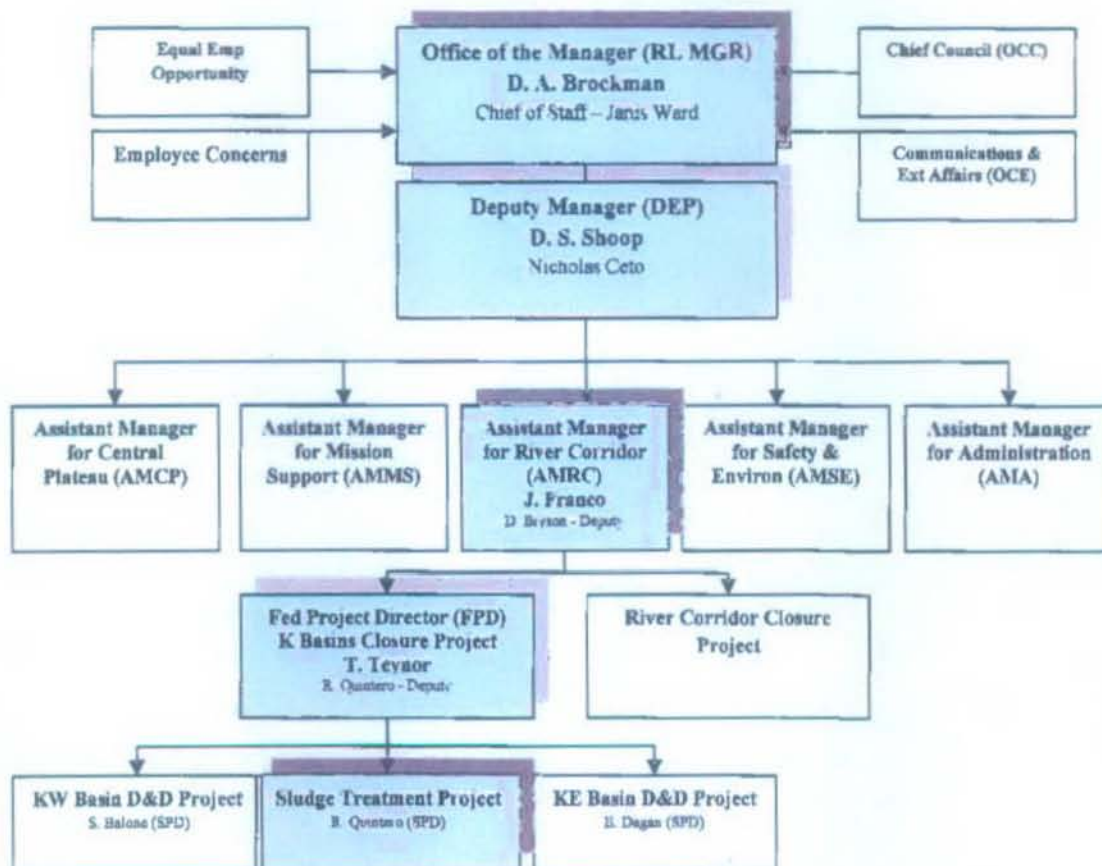 Equal Emp
Opportunity
Office of the Manager (RL MGR)
D. A. Brockman
Chief of Staff – Janis Ward
Chief Council (OCC)
Employee Concerns
Communications &
Ext Affairs (OCE)
Deputy Manager (DEP)
D. S. Shoop
Nicholas Ceto
Assistant Manager
for Central
Plateau (AMCP)
Assistant Manager
for Mission
Support (AMMS)
Assistant Manager
for River Corridor
(AMRC)
J. Franco
D. Bryson - Deputy
Assistant Manager
for Safety &
Environ (AMSE)
Assistant Manager
for Administration
(AMA)
Fed Project Director (FPD)
K Basins Closure Project
T. Teynor
R. Quintero - Deputy
River Corridor Closure
Project
KW Basin D&D Project
S. (SPD)
Sludge Treatment Project
R. Quintero (SPD)
KE Basin D&D Project
Dagan (SPD)